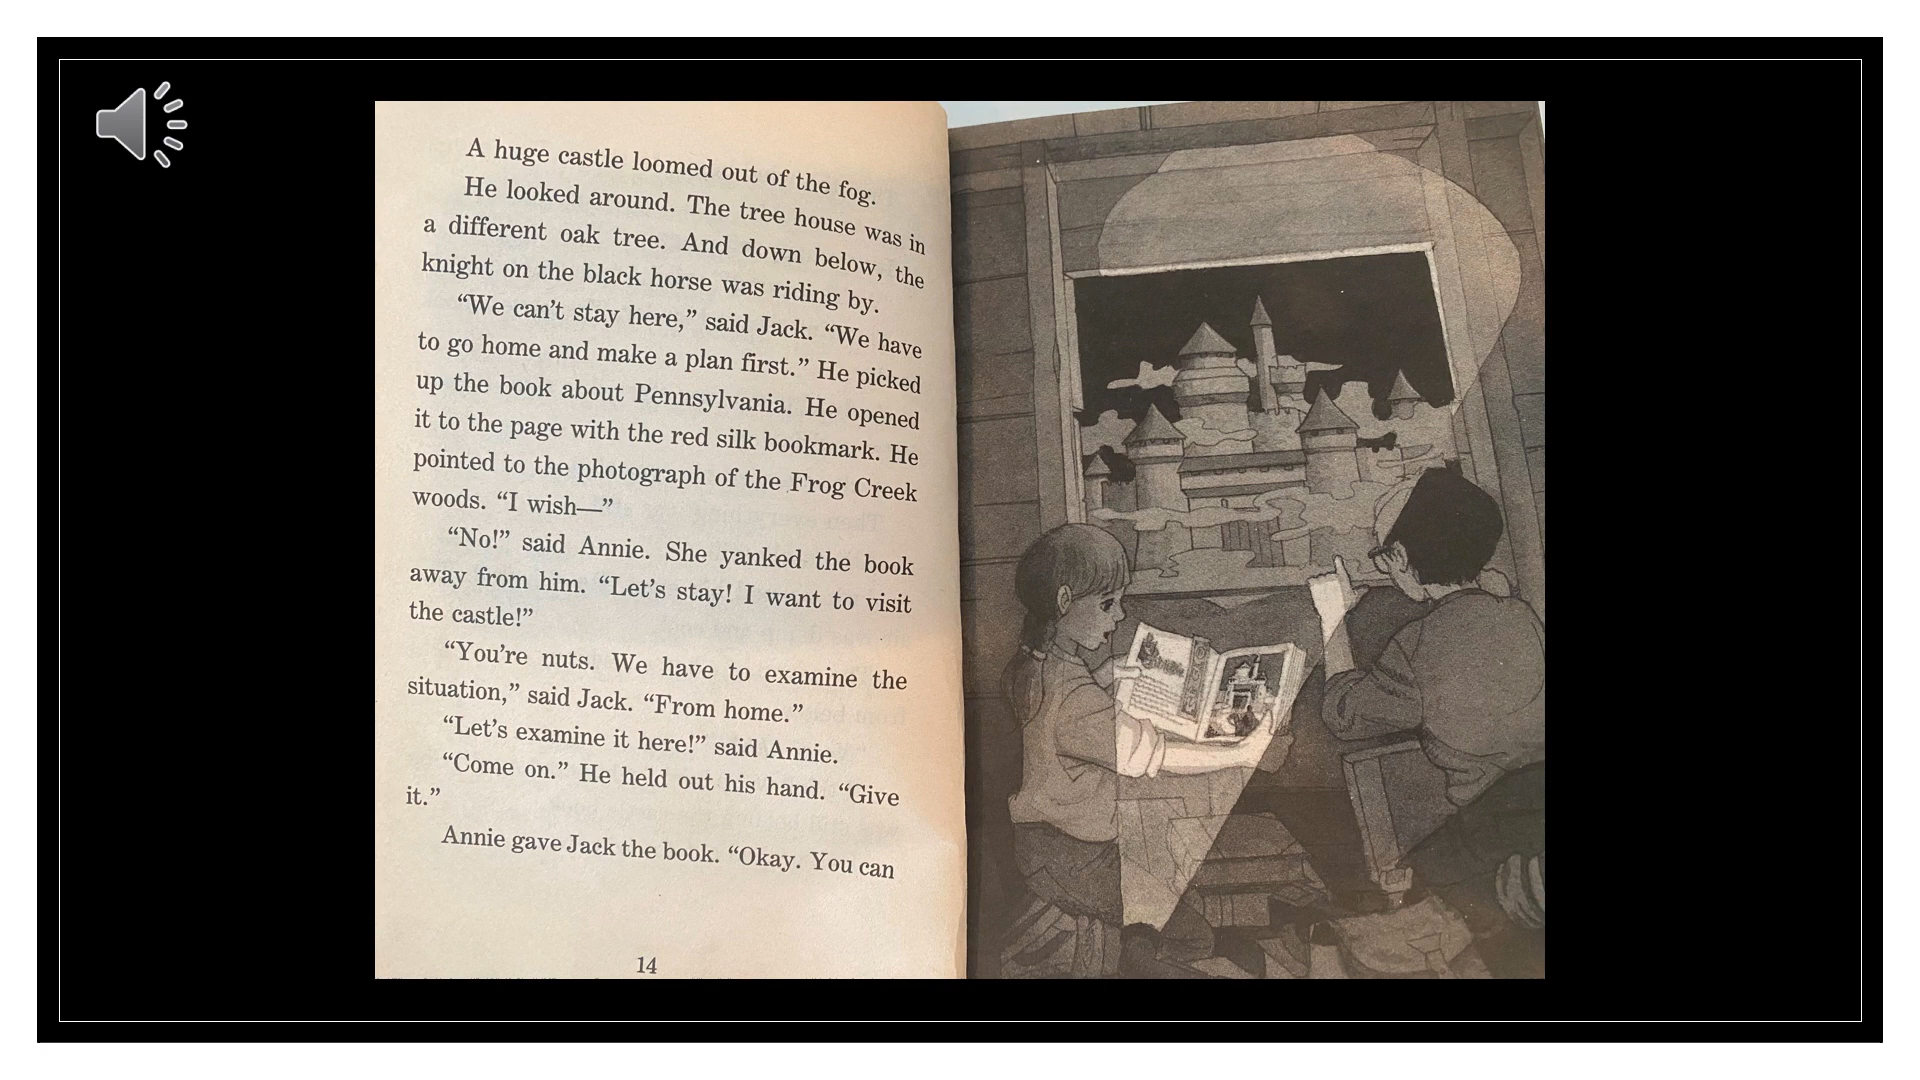 A huge castle loomed out of the fog.
He looked around. The tree house was in
a different oak tree. And down below, the
knight on the black horse was riding by.
“We can’t stay here,” said Jack. “We have
to go home and make a plan first.” He picked
up the book about Pennsylvania. He opened
it to the page with the red silk bookmark. He
pointed to the photograph of the Frog Creek
woods. “I wish—”
“No!” said Annie. She yanked the book
away from him. “Let’s stay! I want to visit
the castle!”
“You’re nuts. We have to examine the
situation,” said Jack. “From home.”
“Let’s examine it here!” said Annie.
“Come on.” He held out his hand. “Give
it.”
Annie gave Jack the book. “Okay. You can
14